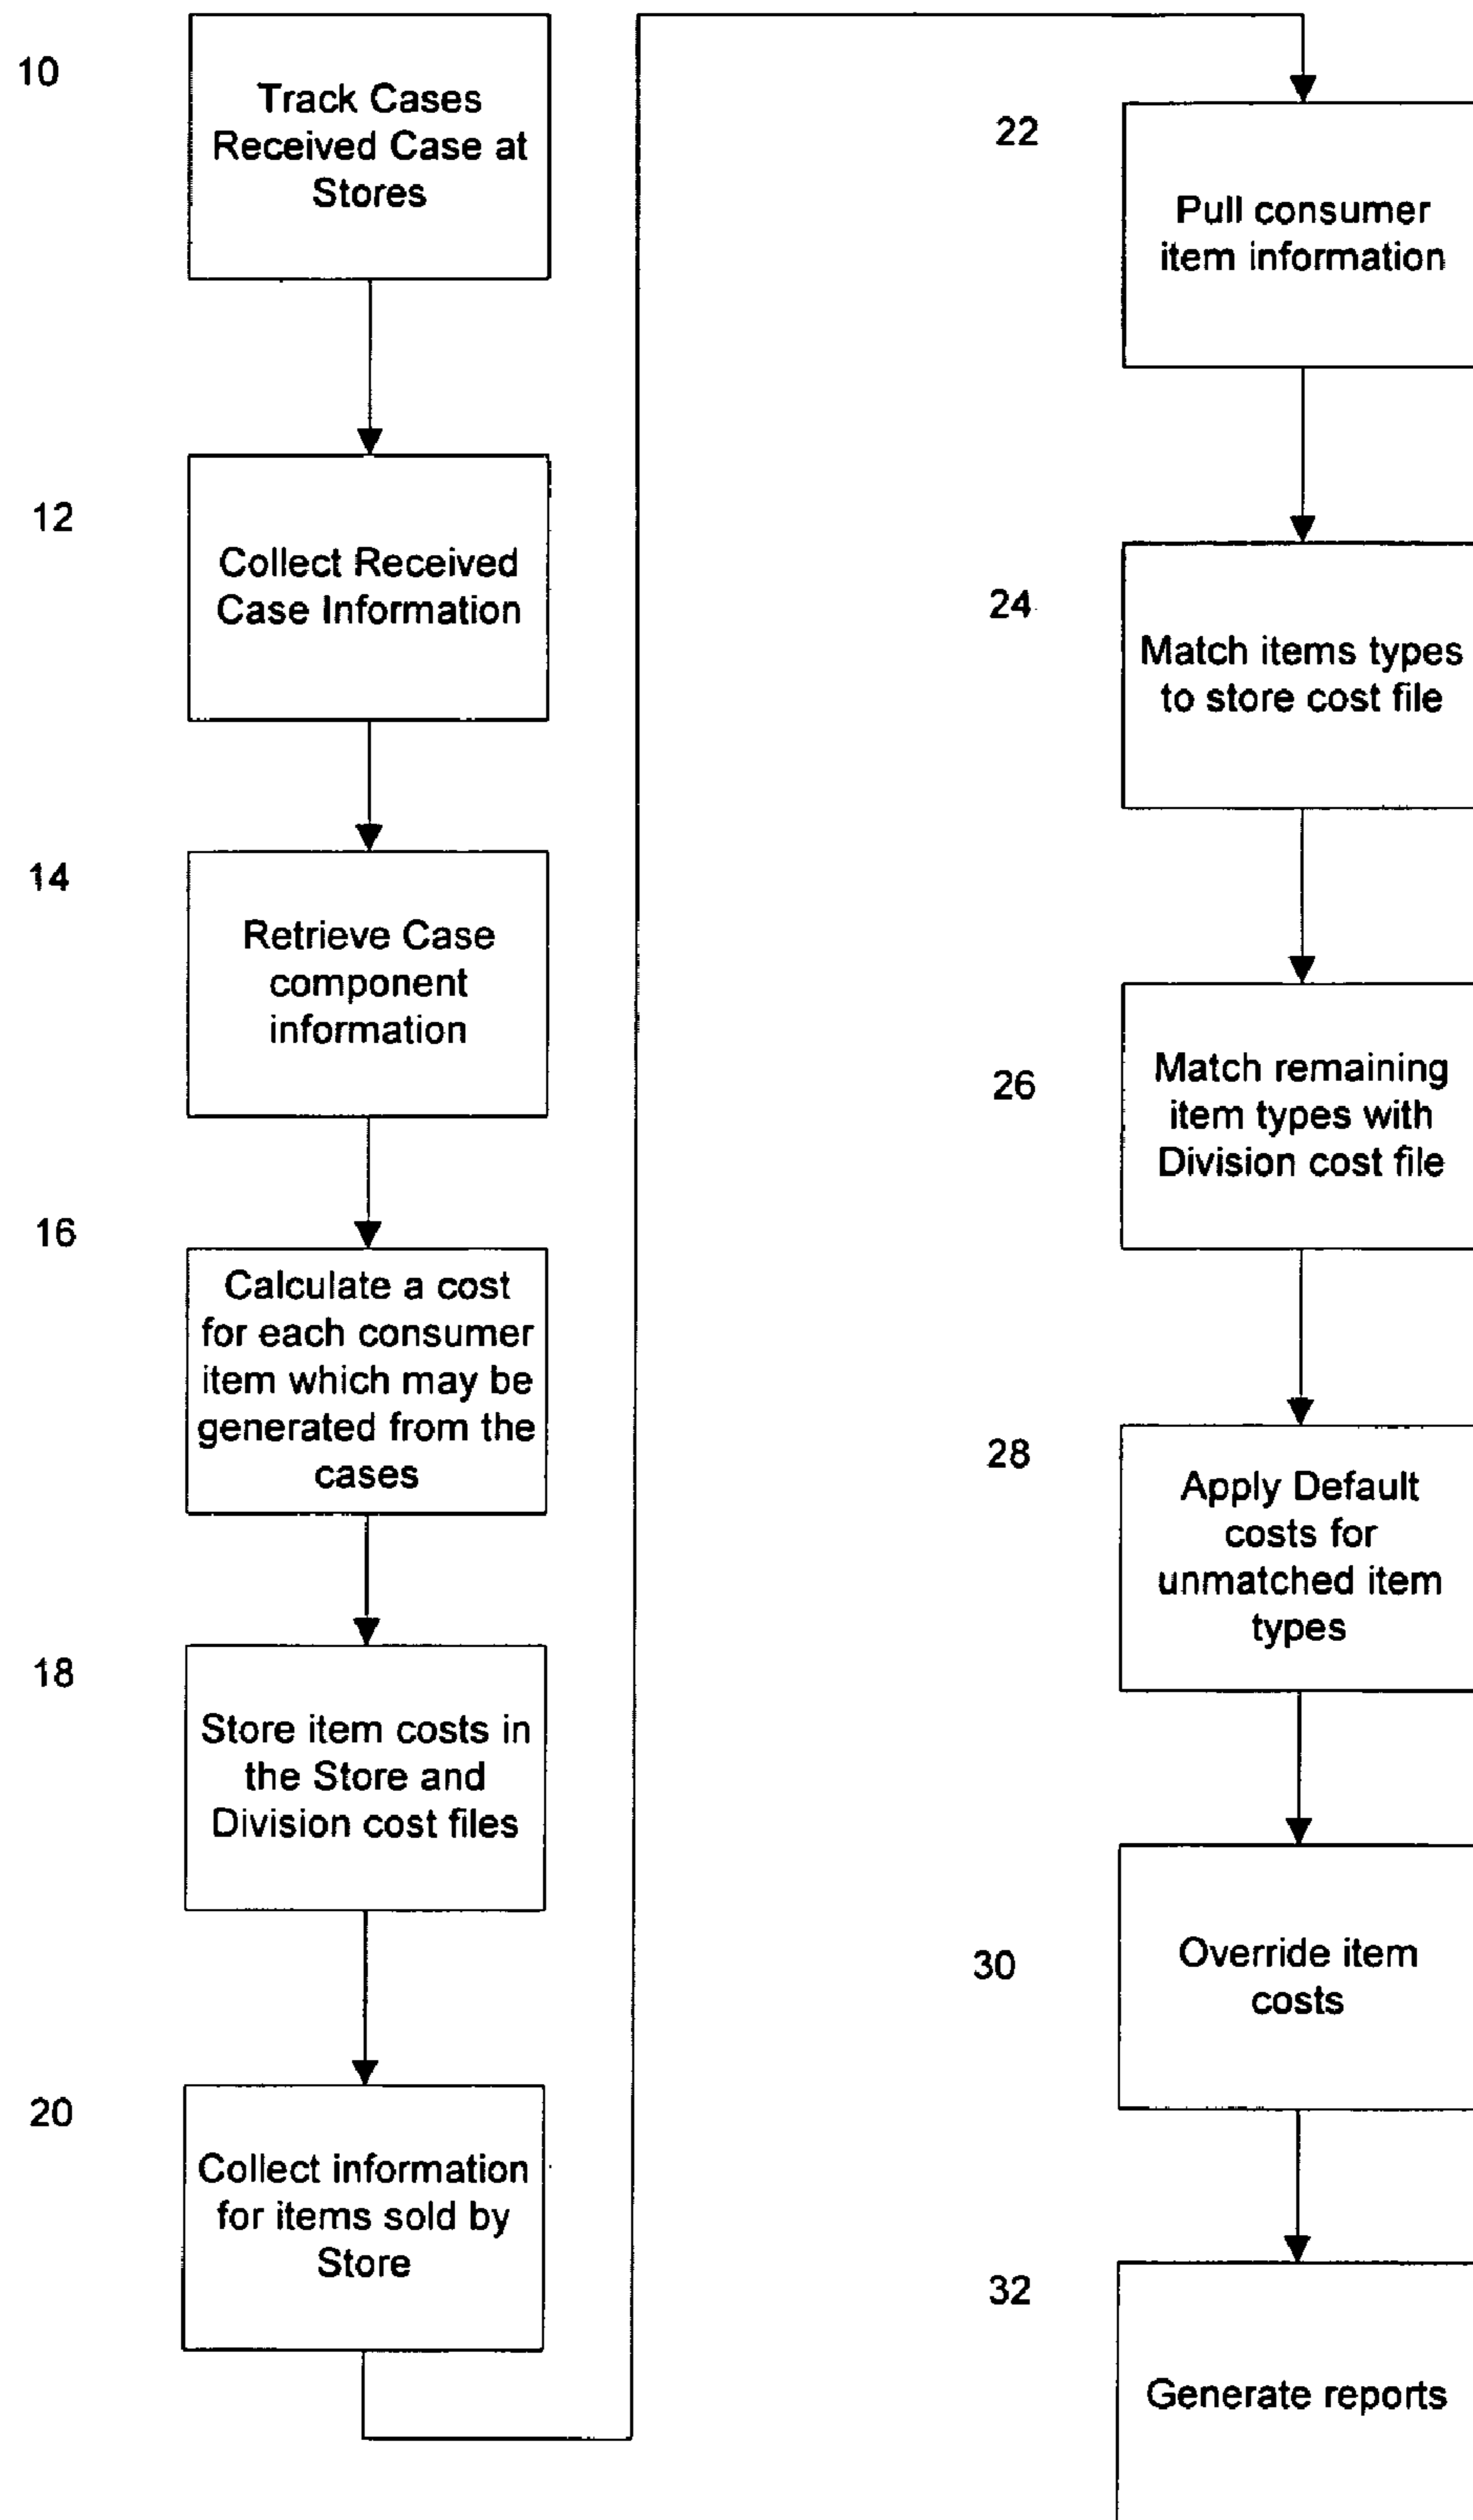 10
Track Cases
Received Case at
Stores
12
Collect Received
Case Information
14
Retrieve Case
component
information
16
Calculate a cost
for each consumer
item which may be
generated from the
cases
18
Store item costs in
the Store and
Division cost files
20
Collect information
for items sold by
Store
22
Pull consumer
item information
24
Match items types
to store cost file
26
Match remaining
item types with
Division cost file
28
Apply Default
costs for
unmatched item
types
30
Override item
costs
32
Generate reports